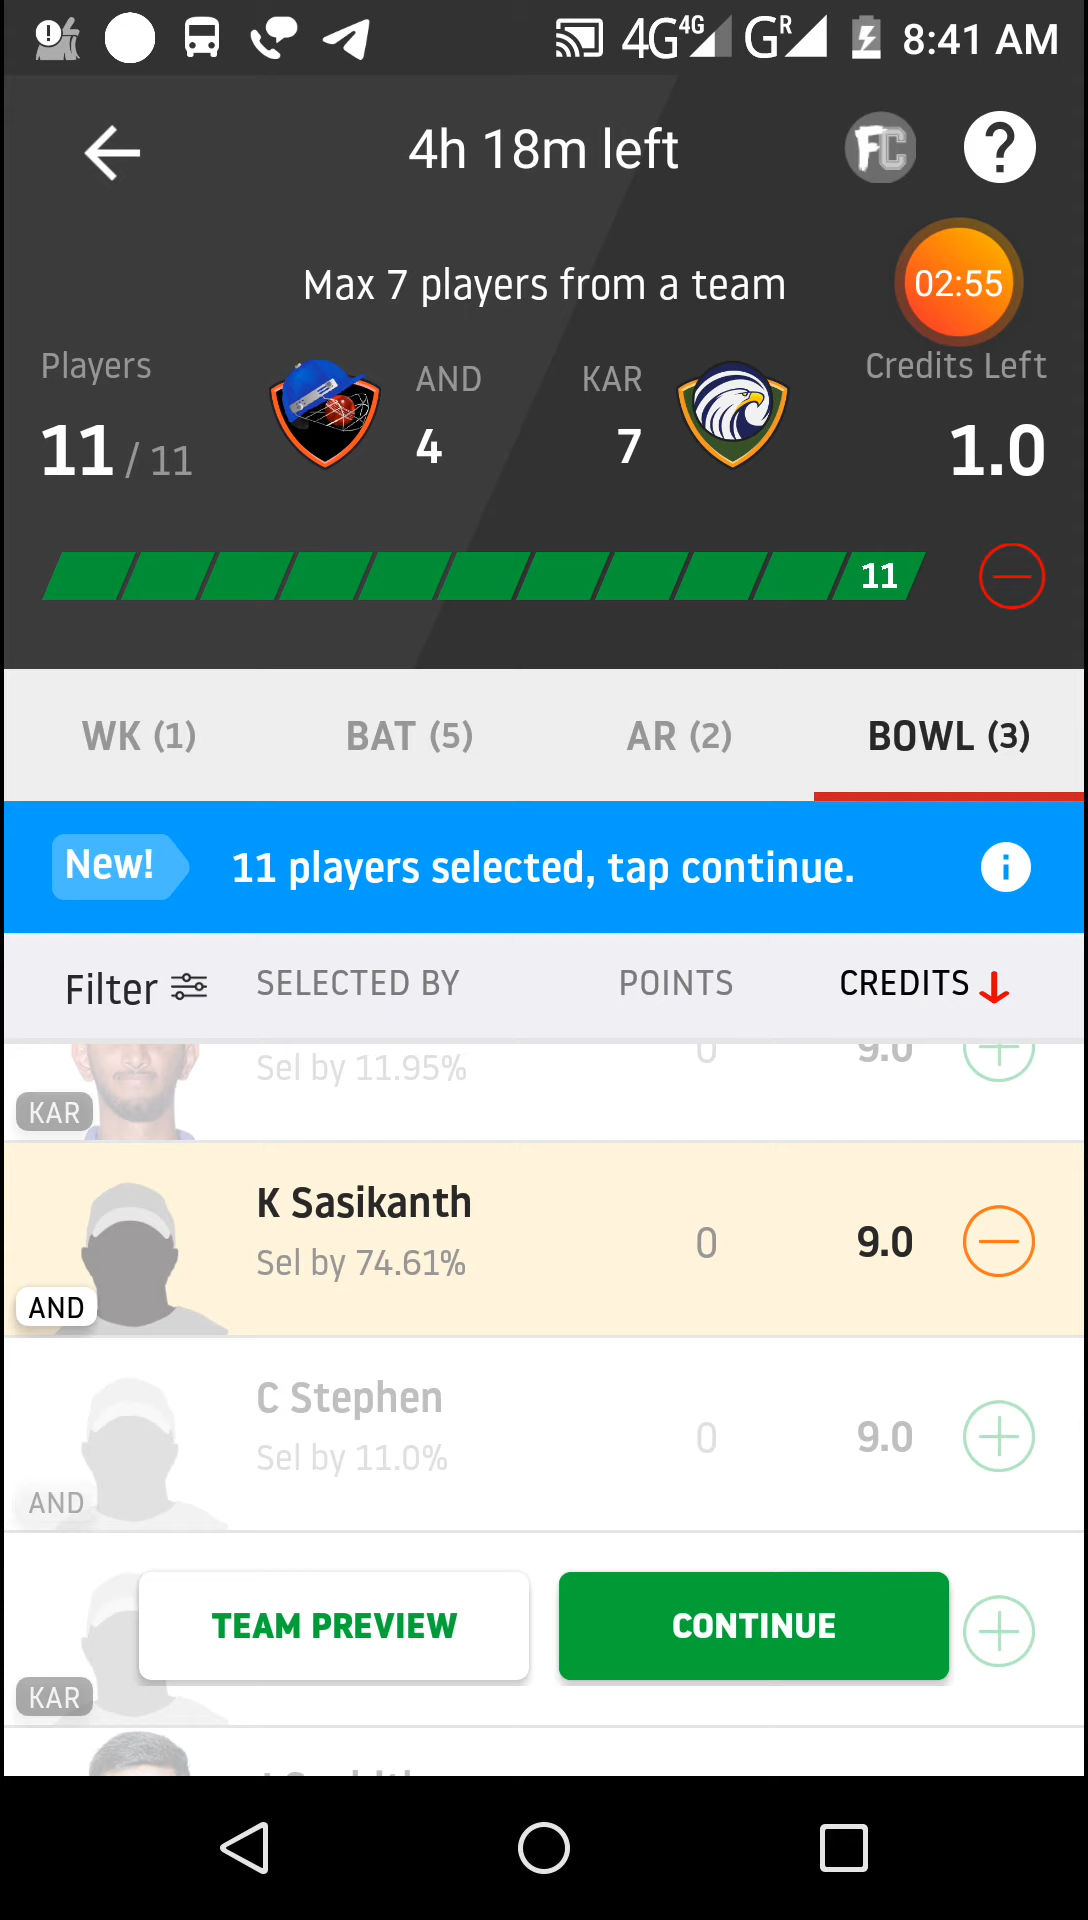 4G 4G G R 8:41 AM
4h 18m left
FC ?
Max 7 players from a team
02:55
Players
AND
KAR
Credits Left
11 / 11
4
7
1.0
11
WK (1) BAT (5) AR (2) BOWL (3)
New! 11 players selected, tap continue. i
Filter SELECTED BY POINTS CREDITS
Sel by 11.95% 0 9.0
KAR
K Sasikanth
Sel by 74.61% 0 9.0
AND
C Stephen
Sel by 11.0% 0 9.0
AND
TEAM PREVIEW CONTINUE
KAR